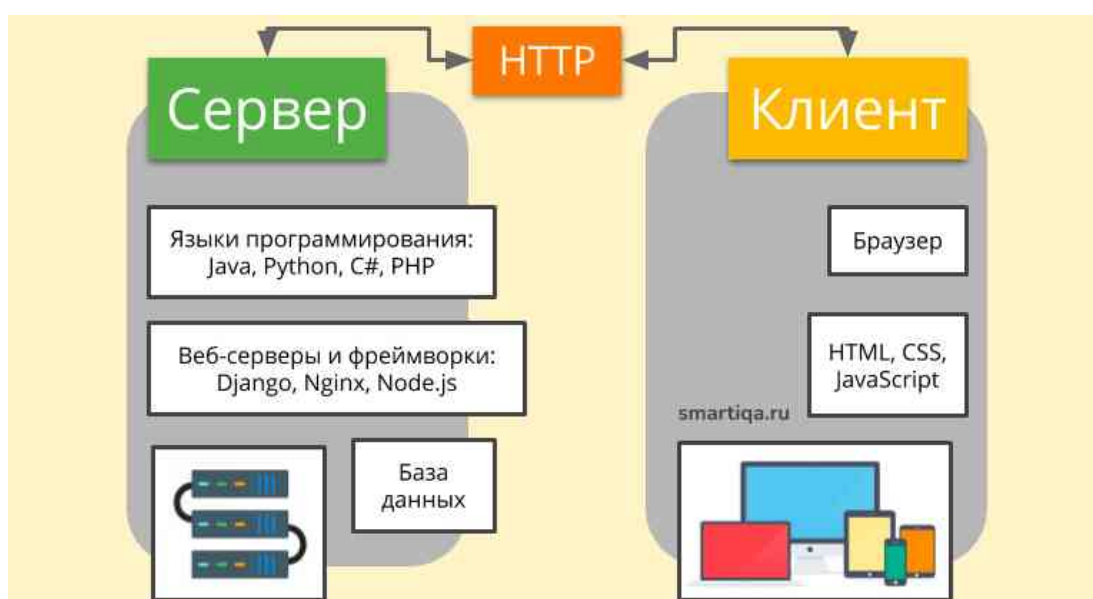 HTTP
Сервер
Клиент
Языки программирования:
Java, Python, C#, PHP
Браузер
Веб-серверы и фреймворки:
Django, Nginx, Node.js
HTML, CSS,
JavaScript
smartiqa.ru
База
данных